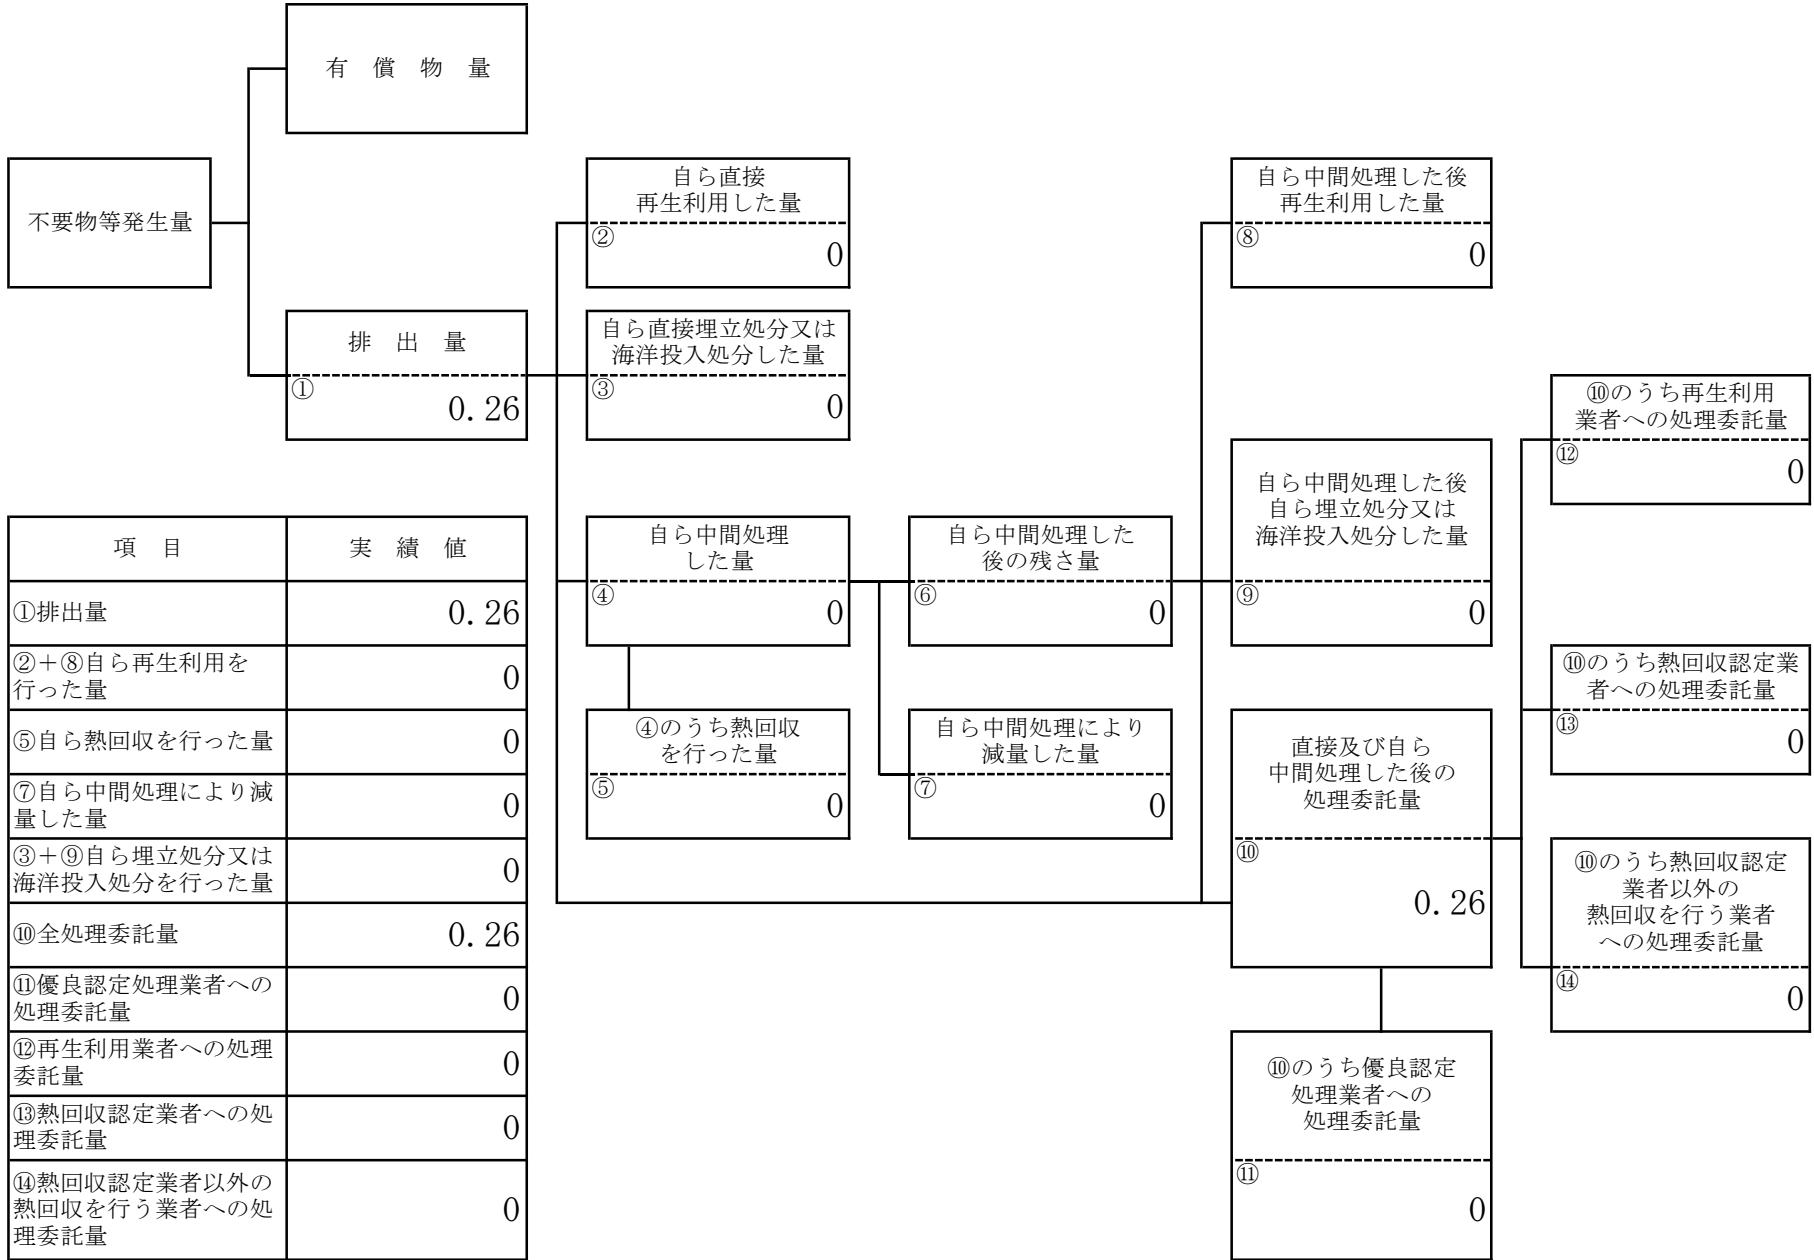 有 償 物 量
不要物等発生量
排 出 量
①
0.26
自ら直接
再生利用した量
②
0
自ら直接埋立処分又は
海洋投入処分した量
③
0
自ら中間処理
した量
④
0
④のうち熱回収
を行った量
⑤
0
自ら中間処理した
後の残さ量
⑥
0
自ら中間処理により
減量した量
⑦
0
自ら中間処理した後
再生利用した量
⑧
0
自ら中間処理した後
自ら埋立処分又は
海洋投入処分した量
⑨
0
直接及び自ら
中間処理した後の
処理委託量
⑩
0.26
⑩のうち優良認定
処理業者への
処理委託量
⑪
0
⑩のうち再生利用
業者への処理委託量
⑫
0
⑩のうち熱回収認定業
者への処理委託量
⑬
0
⑩のうち熱回収認定
業者以外の
熱回収を行う業者
への処理委託量
⑭
0
項 目 実 績 値
①排出量 0.26
②＋⑧自ら再生利用を
行った量 0
⑤自ら熱回収を行った量 0
⑦自ら中間処理により減
量した量 0
③＋⑨自ら埋立処分又は
海洋投入処分を行った量 0
⑩全処理委託量 0.26
⑪優良認定処理業者への
処理委託量 0
⑫再生利用業者への処理
委託量 0
⑬熱回収認定業者への処
理委託量 0
⑭熱回収認定業者以外の
熱回収を行う業者への処
理委託量 0